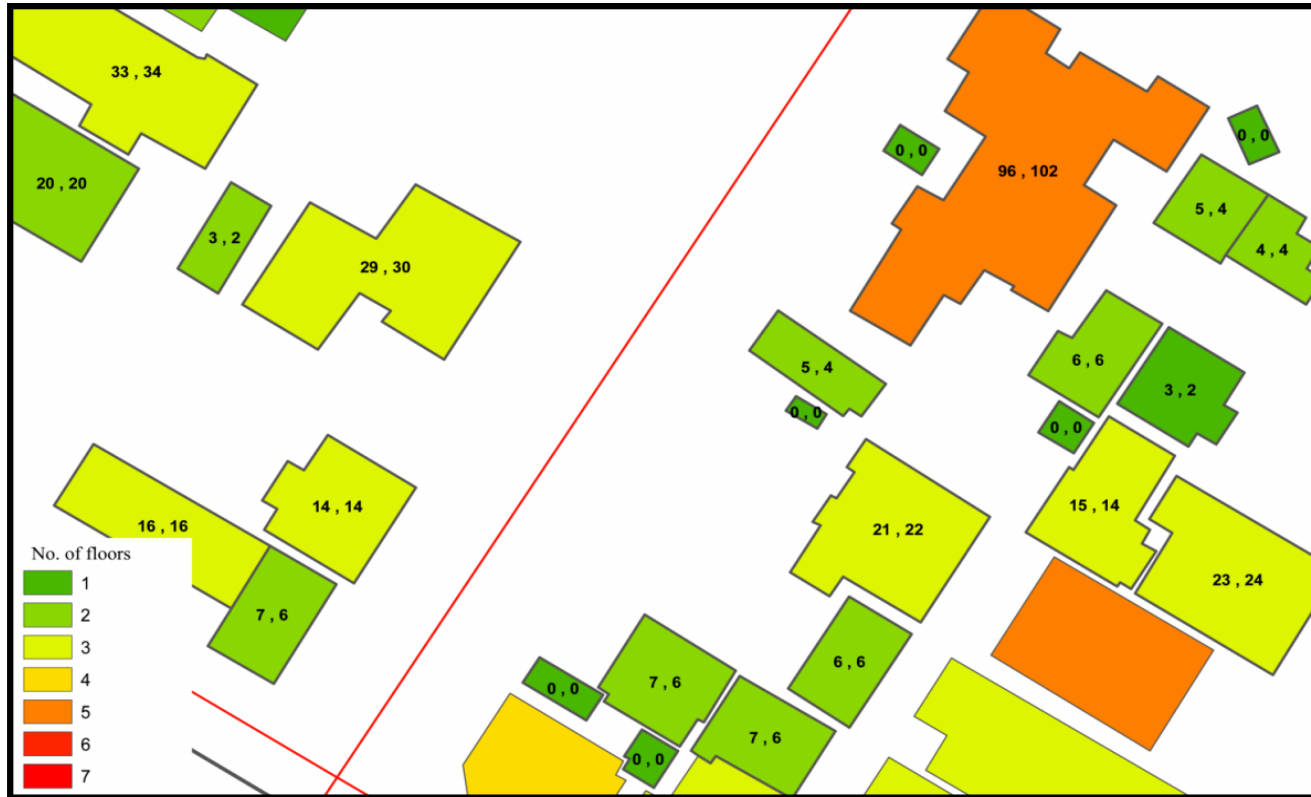 33 , 34
96 , 102
0 , 0
0 , 0
20 , 20
5 , 4
3 , 2
4 , 4
29 , 30
5 , 4
6 , 6
3 , 2
0 , 0
0 , 0
14 , 14
15 , 14
16 , 16
21 , 22
23 , 24
No. of floors
1
2
3
4
5
6
7
7 , 6
6 , 6
7 , 6
0 , 0
7 , 6
0 , 0